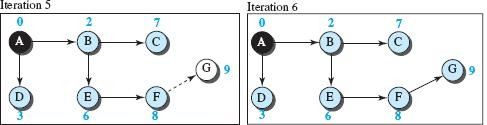 Iteration 5
0 2 7
A B C
G 9
D E F
3 6 8
Iteration 6
0 2 7
A B C
G 9
D E F
3 6 8